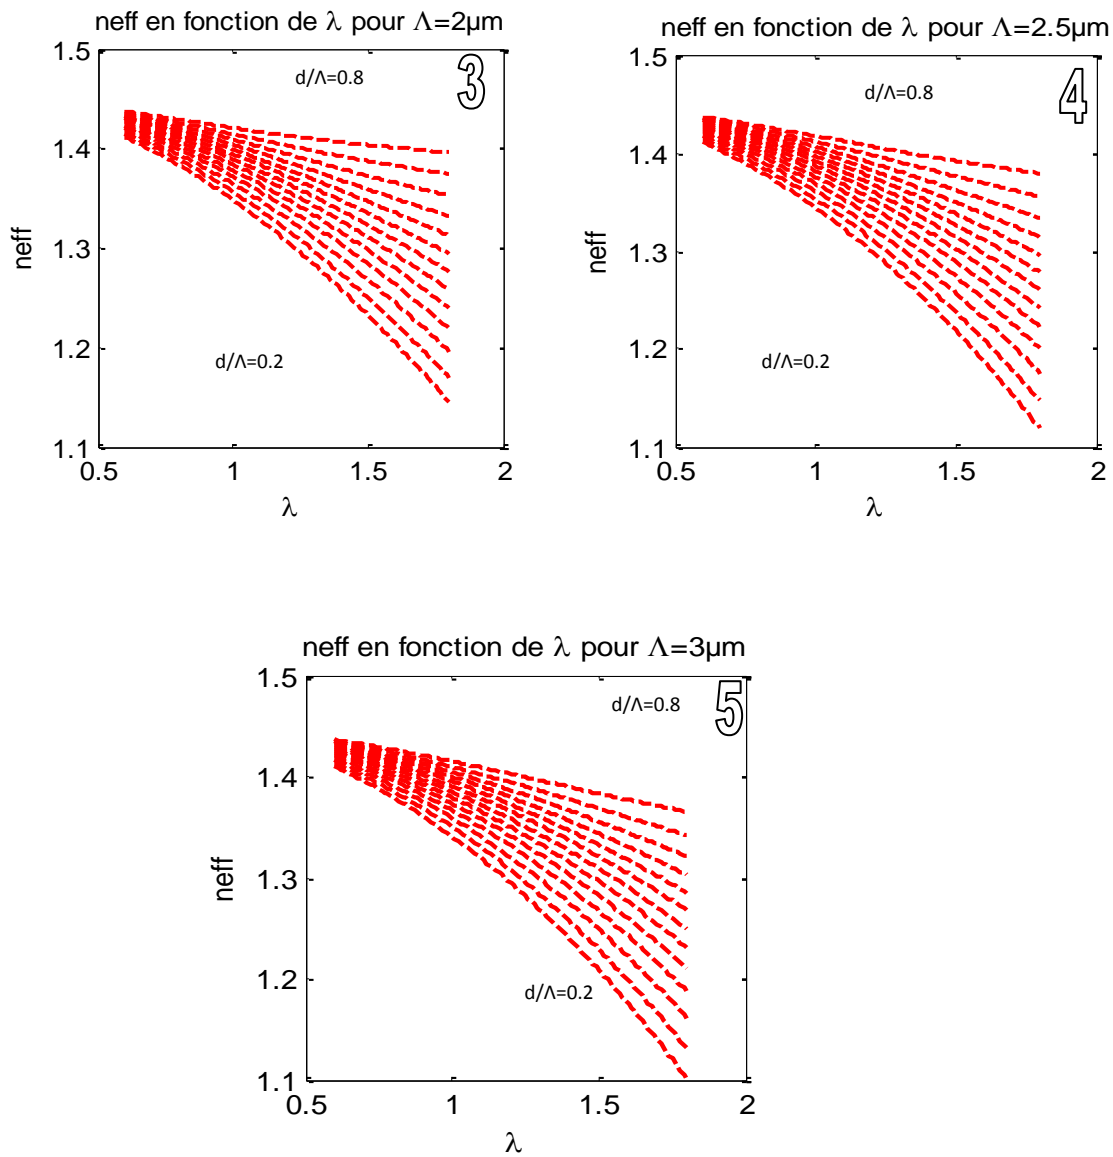 neff en fonction de λ pour Λ=2µm
3
d/Λ=0.8
d/Λ=0.2
1.5
1.4
1.3
1.2
1.1
neff
0.5 1 1.5 2
λ
neff en fonction de λ pour Λ=2.5µm
4
d/Λ=0.8
d/Λ=0.2
1.5
1.4
1.3
1.2
1.1
neff
0.5 1 1.5 2
λ
neff en fonction de λ pour Λ=3µm
5
d/Λ=0.8
d/Λ=0.2
1.5
1.4
1.3
1.2
1.1
neff
0.5 1 1.5 2
λ